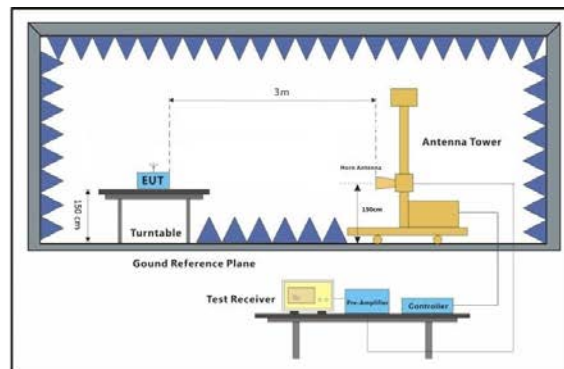 3m
Antenna Tower
Horn Antenna
EUT
150 cm
150cm
Turntable
Gound Reference Plane
Test Receiver
Pre-Amplifier
Controller